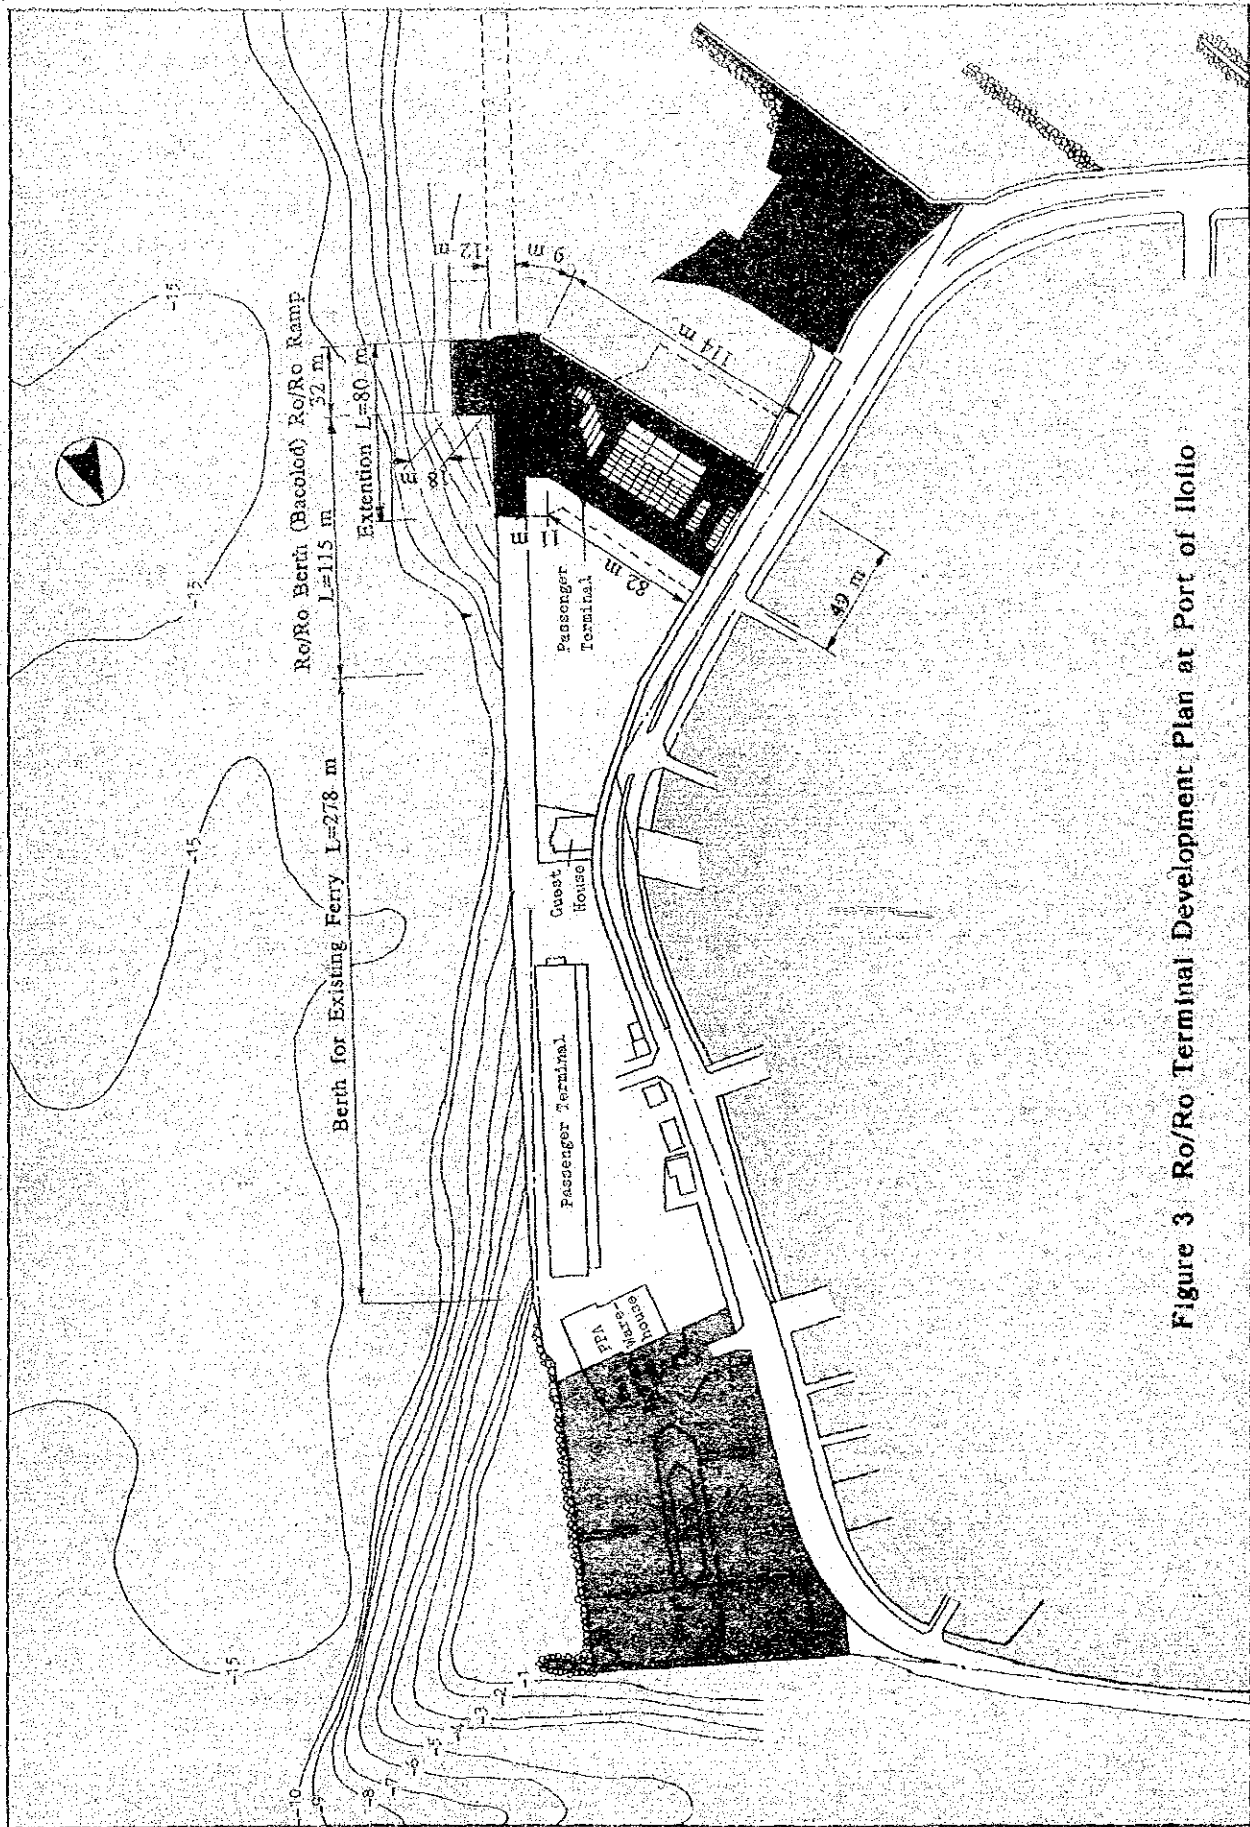 -15
-15
-15
-15
Ro/Ro Berth (Bacolod)
L=115 m
Ro/Ro Ramp
32 m
Extention L=80 m
Berth for Existing Ferry L=278 m
12 m
9 m
18 m
11 m
114 m
82 m
49 m
Passenger
Terminal
Guest
House
Passenger Terminal
PPA
Ware-
house
-10
-9
-8
-7
-6
-5
-4
-3
-2
-1
Figure 3 Ro/Ro Terminal Development Plan at Port of Iloilo